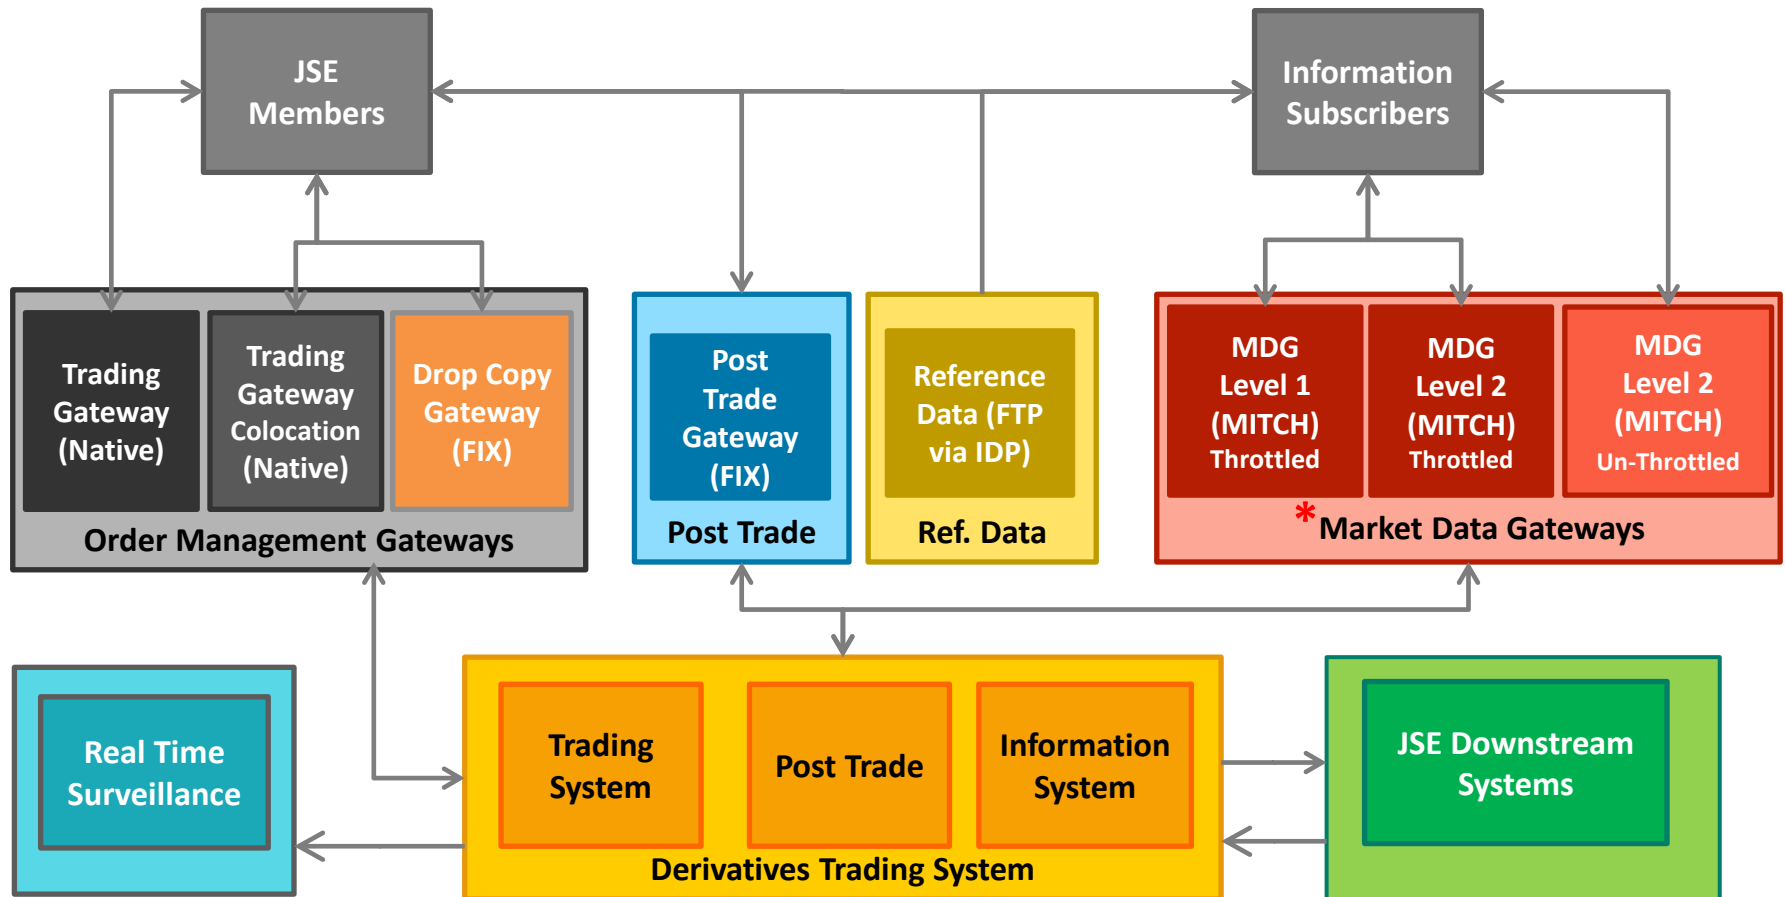 JSE
Members
Information
Subscribers
Trading
Gateway
(Native)
Trading
Gateway
Colocation
(Native)
Drop Copy
Gateway
(FIX)
Order Management Gateways
Post
Trade
Gateway
(FIX)
Post Trade
Reference
Data (FTP
via IDP)
Ref. Data
MDG
Level 1
(MITCH)
Throttled
MDG
Level 2
(MITCH)
Throttled
MDG
Level 2
(MITCH)
Un-Throttled
*Market Data Gateways
Real Time
Surveillance
Trading
System
Post Trade
Information
System
Derivatives Trading System
JSE Downstream
Systems